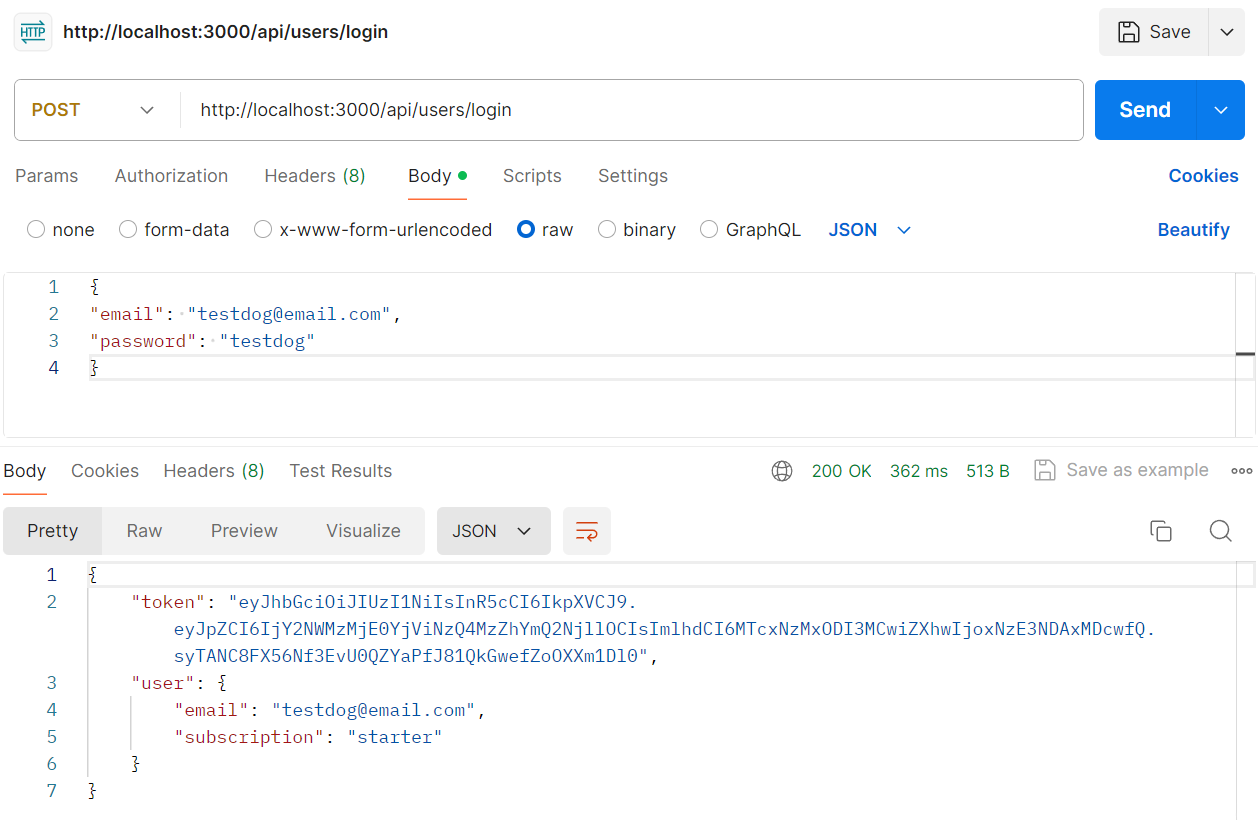 HTTP http://localhost:3000/api/users/login Save
POST http://localhost:3000/api/users/login Send
Params Authorization Headers (8) Body Scripts Settings Cookies
none form-data x-www-form-urlencoded raw binary GraphQL JSON Beautify
1 {
2 "email": "testdog@email.com",
3 "password": "testdog"
4 }
Body Cookies Headers (8) Test Results 200 OK 362 ms 513 B Save as example
Pretty Raw Preview Visualize JSON
1 {
2 "token": "eyJhbGciOiJIUzI1NiIsInR5cCI6IkpXVCJ9.
eyJpZCI6IjY2NWMzMjE0YjViNzQ4MzZhYmQ2NjllOCIsImlhdCI6MTcxNzMxODI3MCwiZXhwIjoxNzE3NDAxMDcwfQ.
syTANC8FX56Nf3EvU0QZYaPfJ81QkGwefZoOXXm1Dl0",
3 "user": {
4 "email": "testdog@email.com",
5 "subscription": "starter"
6 }
7 }